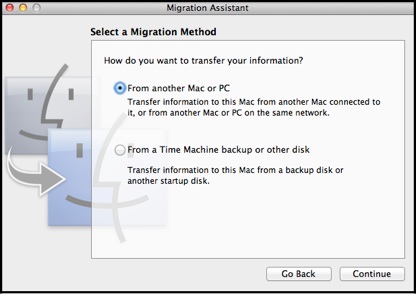 Migration Assistant
Select a Migration Method
How do you want to transfer your information?
From another Mac or PC
Transfer information to this Mac from another Mac connected to
it, or from another Mac or PC on the same network.
From a Time Machine backup or other disk
Transfer information to this Mac from a backup disk or
another startup disk.
Go Back
Continue